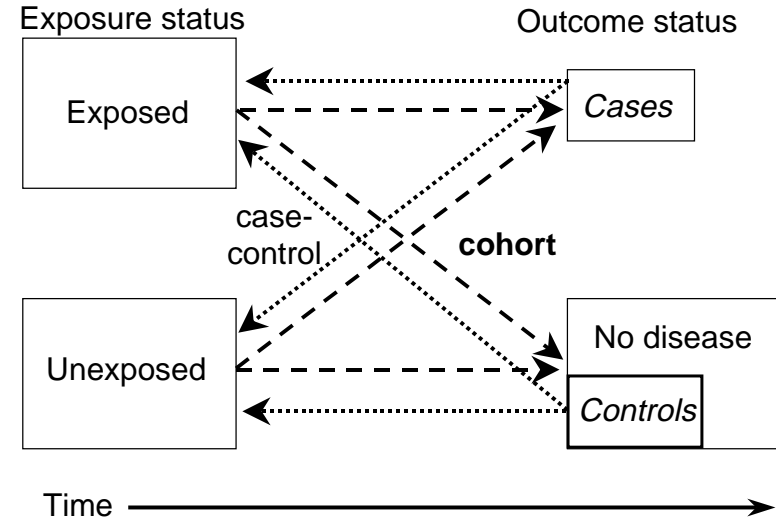 Exposure status
Outcome status
Exposed
Cases
case-
control
cohort
Unexposed
No disease
Controls
Time